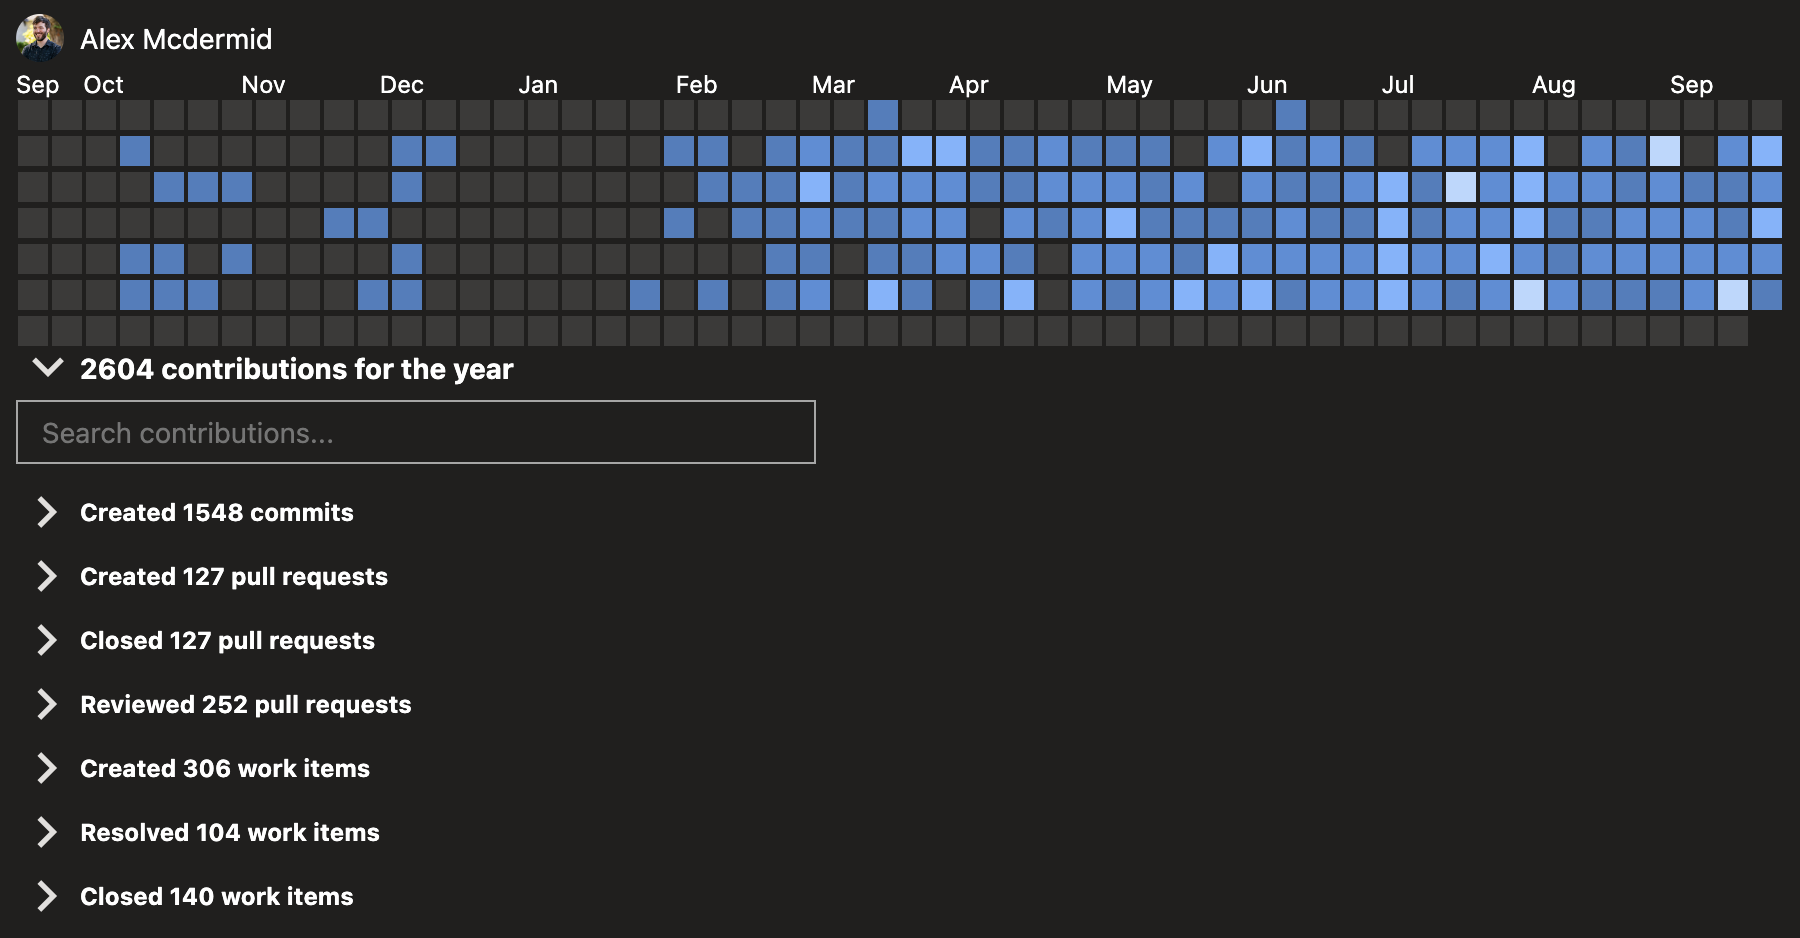 Alex Mcdermid
Sep Oct Nov Dec Jan Feb Mar Apr May Jun Jul Aug Sep
2604 contributions for the year
Search contributions...
Created 1548 commits
Created 127 pull requests
Closed 127 pull requests
Reviewed 252 pull requests
Created 306 work items
Resolved 104 work items
Closed 140 work items